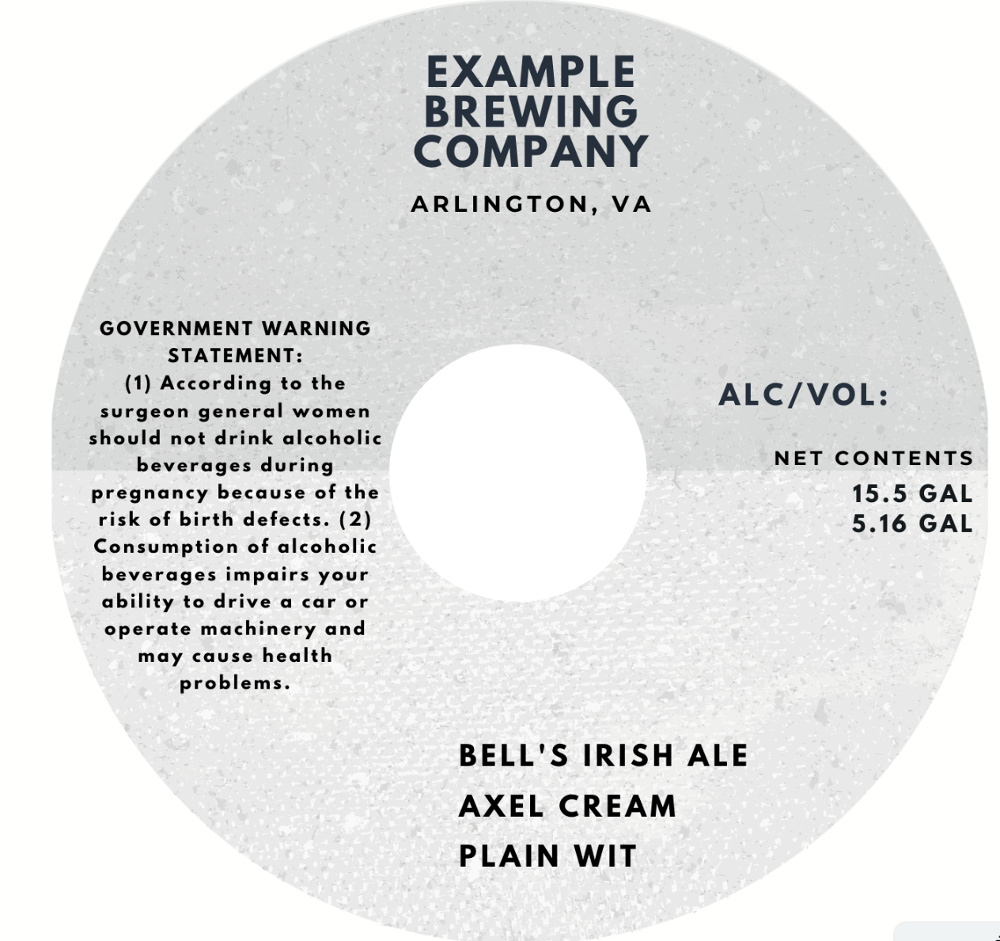 EXAMPLE
BREWING
COMPANY
ARLINGTON, VA
GOVERNMENT WARNING
STATEMENT:
(1) According to the
surgeon general women
should not drink alcoholic
beverages during
pregnancy because of the
risk of birth defects. (2)
Consumption of alcoholic
beverages impairs your
ability to drive a car or
operate machinery and
may cause health
problems.
ALC/VOL:
NET CONTENTS
15.5 GAL
5.16 GAL
BELL'S IRISH ALE
AXEL CREAM
PLAIN WIT